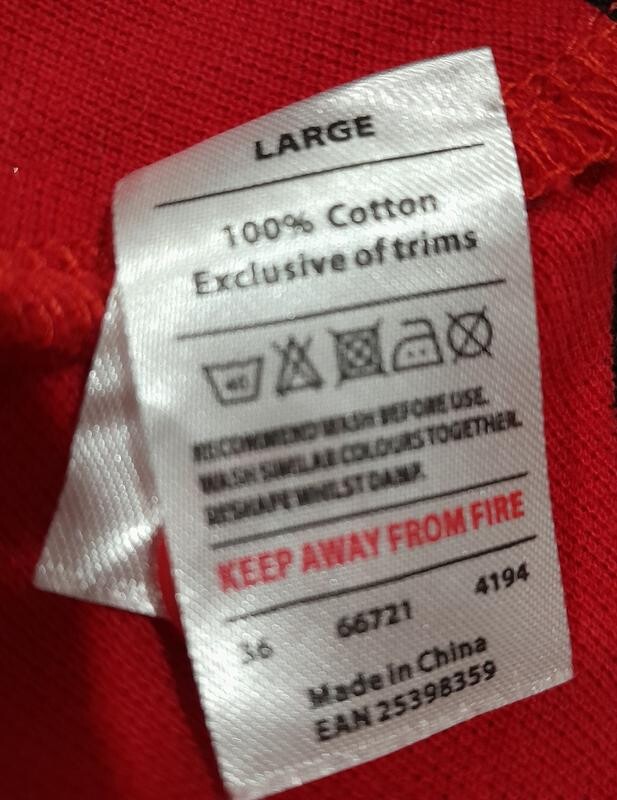 LARGE
100% Cotton
Exclusive of trims
40
RECOMMEND WASH BEFORE USE.
WASH SIMILAR COLOURS TOGETHER.
RESHAPE WHILST DAMP.
KEEP AWAY FROM FIRE
36 66721 4194
Made in China
EAN 25398359